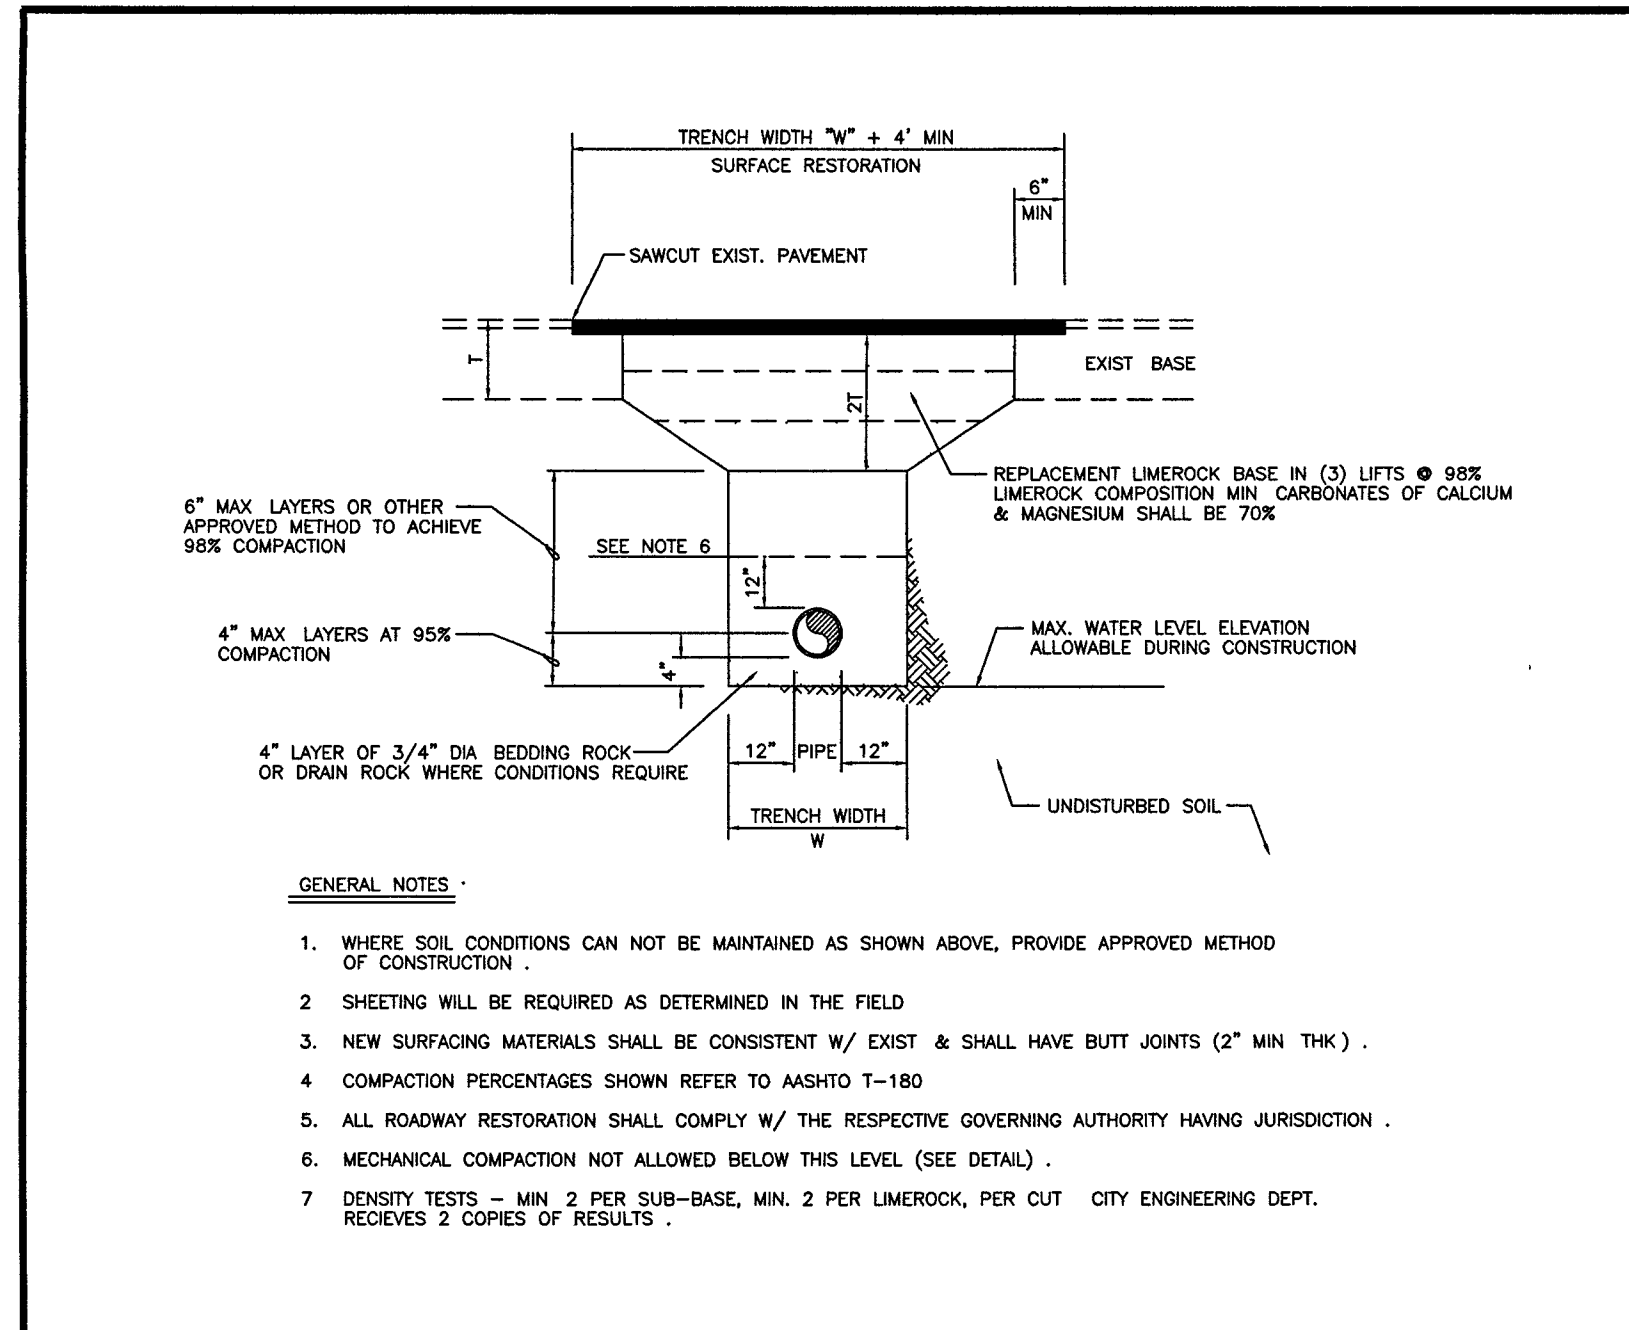 TRENCH WIDTH "W" + 4' MIN
SURFACE RESTORATION
6"
MIN
SAWCUT EXIST. PAVEMENT
T
EXIST BASE
2T
REPLACEMENT LIMEROCK BASE IN (3) LIFTS @ 98%
LIMEROCK COMPOSITION MIN CARBONATES OF CALCIUM
& MAGNESIUM SHALL BE 70%
6" MAX LAYERS OR OTHER
APPROVED METHOD TO ACHIEVE
98% COMPACTION
SEE NOTE 6
12"
4" MAX LAYERS AT 95%
COMPACTION
4"
MAX. WATER LEVEL ELEVATION
ALLOWABLE DURING CONSTRUCTION
4" LAYER OF 3/4" DIA BEDDING ROCK
OR DRAIN ROCK WHERE CONDITIONS REQUIRE
12" PIPE 12"
TRENCH WIDTH
W
UNDISTURBED SOIL
GENERAL NOTES
1. WHERE SOIL CONDITIONS CAN NOT BE MAINTAINED AS SHOWN ABOVE, PROVIDE APPROVED METHOD
OF CONSTRUCTION .
2 SHEETING WILL BE REQUIRED AS DETERMINED IN THE FIELD
3. NEW SURFACING MATERIALS SHALL BE CONSISTENT W/ EXIST & SHALL HAVE BUTT JOINTS (2" MIN THK) .
4 COMPACTION PERCENTAGES SHOWN REFER TO AASHTO T-180
5. ALL ROADWAY RESTORATION SHALL COMPLY W/ THE RESPECTIVE GOVERNING AUTHORITY HAVING JURISDICTION .
6. MECHANICAL COMPACTION NOT ALLOWED BELOW THIS LEVEL (SEE DETAIL) .
7 DENSITY TESTS - MIN 2 PER SUB-BASE, MIN. 2 PER LIMEROCK, PER CUT CITY ENGINEERING DEPT.
RECIEVES 2 COPIES OF RESULTS .